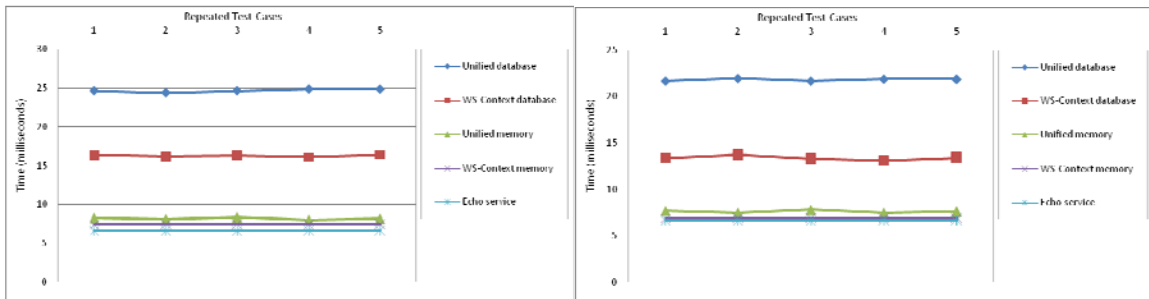 Repeated Test Cases
1 2 3 4 5
30
25
20
15
10
5
0
Time (milliseconds)
Unified database
WS-Context database
Unified memory
WS-Context memory
Echo service
Repeated Test Cases
1 2 3 4 5
25
20
15
10
5
0
Time (milliseconds)
Unified database
WS-Context database
Unified memory
WS-Context memory
Echo service